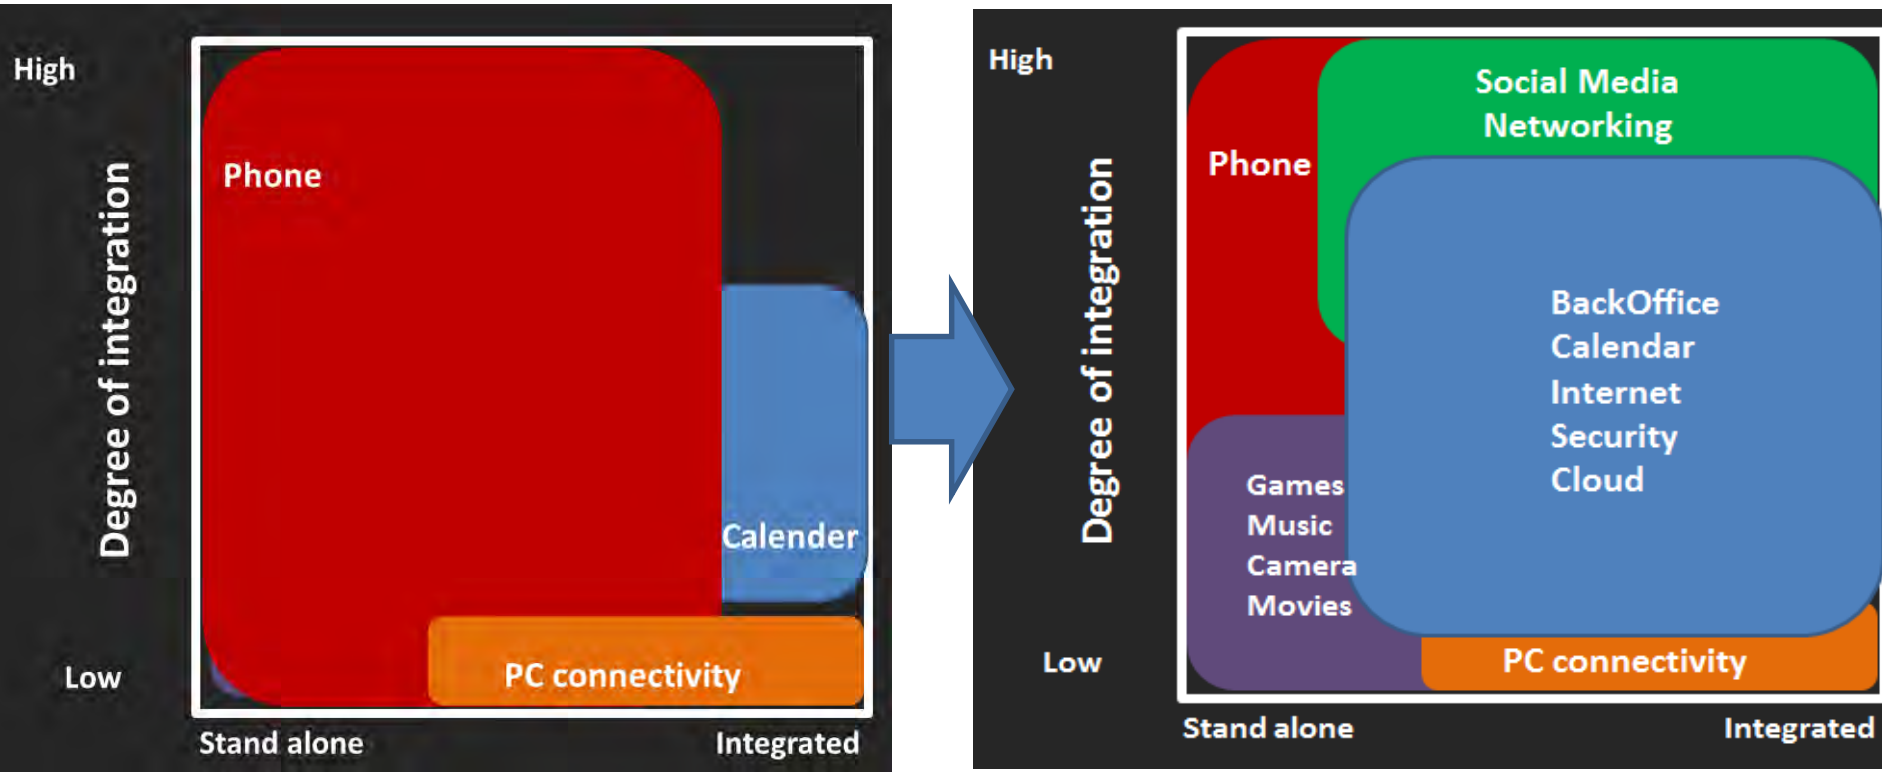 High
Degree of integration
Phone
Calender
PC connectivity
Low
Stand alone
Integrated
High
Degree of integration
Social Media
Networking
Phone
BackOffice
Calendar
Internet
Security
Cloud
Games
Music
Camera
Movies
PC connectivity
Low
Stand alone
Integrated